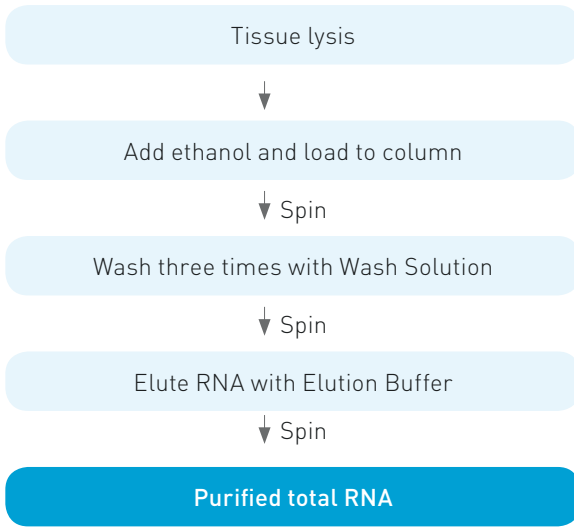 Tissue lysis
Add ethanol and load to column
Spin
Wash three times with Wash Solution
Spin
Elute RNA with Elution Buffer
Spin
Purified total RNA